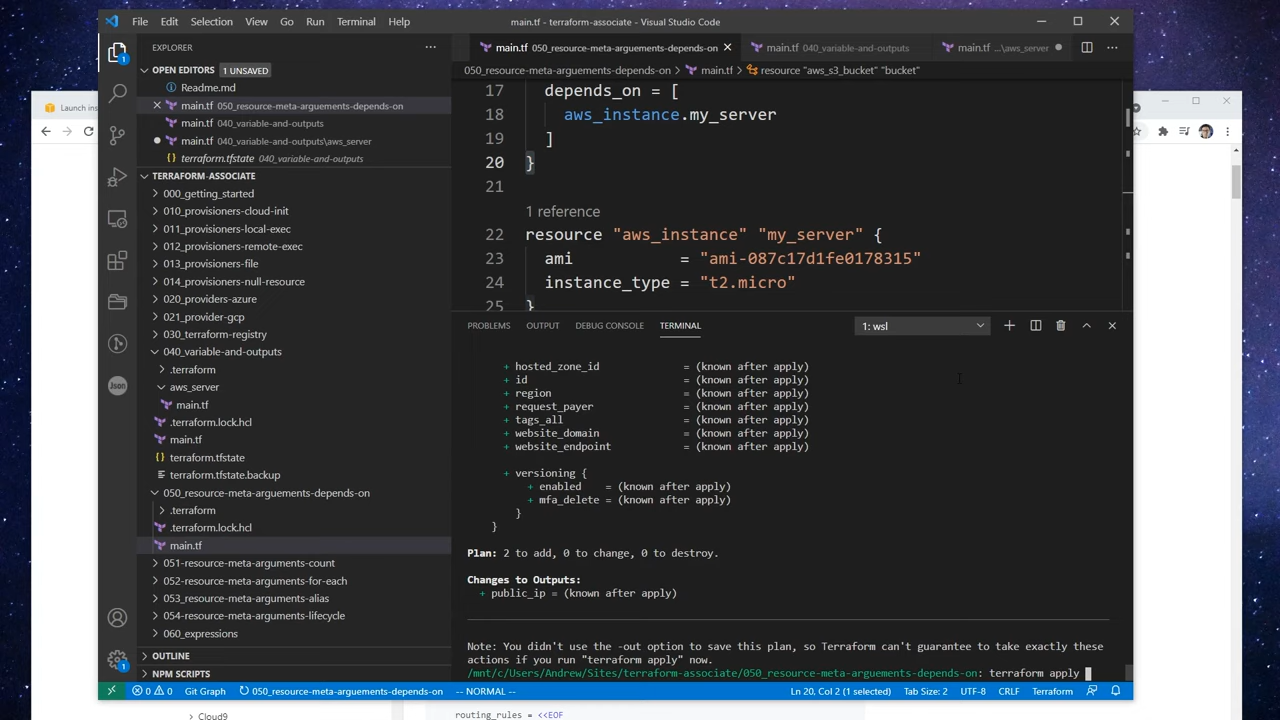 File Edit Selection View Go Run Terminal Help
main.tf - terraform-associate - Visual Studio Code
EXPLORER
OPEN EDITORS 1 UNSAVED
Readme.md
main.tf 050_resource-meta-arguements-depends-on
main.tf 040_variable-and-outputs
main.tf 040_variable-and-outputs\aws_server
terraform.tfstate 040_variable-and-outputs
TERRAFORM-ASSOCIATE
000_getting_started
010_provisioners-cloud-init
011_provisioners-local-exec
012_provisioners-remote-exec
013_provisioners-file
014_provisioners-null-resource
020_providers-azure
021_provider-gcp
030_terraform-registry
040_variable-and-outputs
.terraform
aws_server
main.tf
.terraform.lock.hcl
main.tf
terraform.tfstate
terraform.tfstate.backup
050_resource-meta-arguements-depends-on
.terraform
.terraform.lock.hcl
main.tf
051-resource-meta-arguments-count
052-resource-meta-arguments-for-each
053_resource-meta-arguments-alias
054-resource-meta-arguments-lifecycle
060_expressions
OUTLINE
NPM SCRIPTS
Json
1
1
main.tf 050_resource-meta-arguements-depends-on
main.tf 040_variable-and-outputs
main.tf ...\aws_server
050_resource-meta-arguements-depends-on > main.tf > resource "aws_s3_bucket" "bucket"
17 depends_on = [
18 aws_instance.my_server
19 ]
20 }
21
1 reference
22 resource "aws_instance" "my_server" {
23 ami = "ami-087c17d1fe0178315"
24 instance_type = "t2.micro"
25 }
PROBLEMS OUTPUT DEBUG CONSOLE TERMINAL 1: wsl
+ hosted_zone_id = (known after apply)
+ id = (known after apply)
+ region = (known after apply)
+ request_payer = (known after apply)
+ tags_all = (known after apply)
+ website_domain = (known after apply)
+ website_endpoint = (known after apply)
+ versioning {
+ enabled = (known after apply)
+ mfa_delete = (known after apply)
}
}
Plan: 2 to add, 0 to change, 0 to destroy.
Changes to Outputs:
+ public_ip = (known after apply)
Note: You didn't use the -out option to save this plan, so Terraform can't guarantee to take exactly these
actions if you run "terraform apply" now.
/mnt/c/Users/Andrew/Sites/terraform-associate/050_resource-meta-arguements-depends-on: terraform apply
0 0 Git Graph 050_resource-meta-arguements-depends-on -- NORMAL -- Ln 20, Col 2 (1 selected) Tab Size: 2 UTF-8 CRLF Terraform
Launch ins
Cloud9
routing_rules = <<EOF